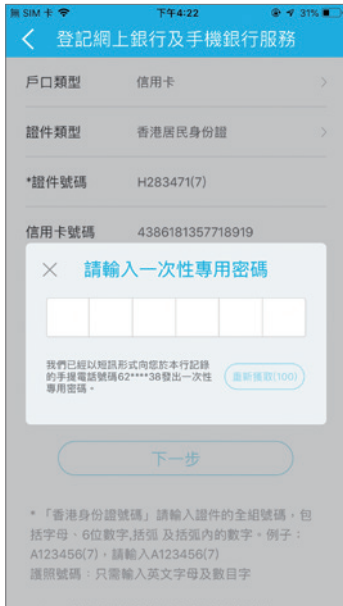 無 SIM 卡 下午4:22 31%
登記網上銀行及手機銀行服務
戶口類型 信用卡
證件類型 香港居民身份證
*證件號碼 H283471(7)
信用卡號碼 4386181357718919
請輸入一次性專用密碼
我們已經以短訊形式向您於本行記錄
的手提電話號碼62****38發出一次性
專用密碼。
重新獲取(100)
下一步
* 「香港身份證號碼」請輸入證件的全組號碼，包
括字母、6位數字,括弧 及括弧內的數字。例子：
A123456(7)，請輸入A123456(7)
護照號碼：只需輸入英文字母及數目字